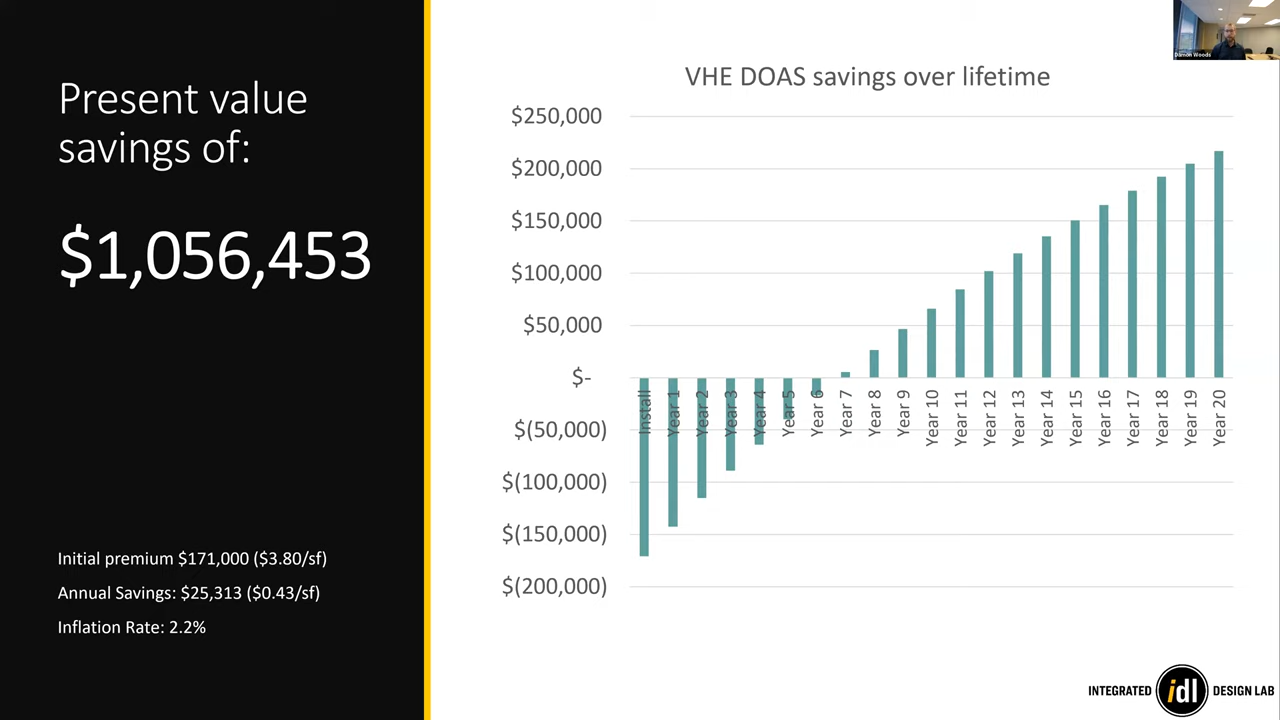 Present value
savings of:
$1,056,453
Initial premium $171,000 ($3.80/sf)
Annual Savings: $25,313 ($0.43/sf)
Inflation Rate: 2.2%
Damon Woods
VHE DOAS savings over lifetime
$250,000
$200,000
$150,000
$100,000
$50,000
$-
$(50,000)
$(100,000)
$(150,000)
$(200,000)
Install
Year 1
Year 2
Year 3
Year 4
Year 5
Year 6
Year 7
Year 8
Year 9
Year 10
Year 11
Year 12
Year 13
Year 14
Year 15
Year 16
Year 17
Year 18
Year 19
Year 20
INTEGRATED idl DESIGN LAB